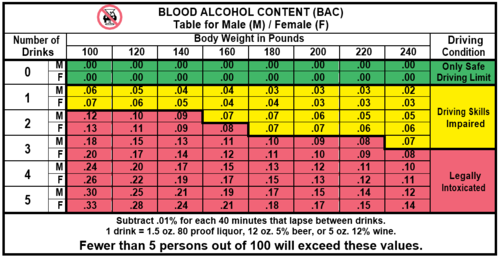 BLOOD ALCOHOL CONTENT (BAC)
Table for Male (M) / Female (F)
Number of Drinks Body Weight in Pounds Driving Condition
100 120 140 160 180 200 220 240
0 M .00 .00 .00 .00 .00 .00 .00 .00 Only Safe
F .00 .00 .00 .00 .00 .00 .00 .00 Driving Limit
1 M .06 .05 .04 .04 .03 .03 .03 .02 Driving Skills Impaired
F .07 .06 .05 .04 .04 .03 .03 .03
2 M .12 .10 .09 .07 .07 .06 .05 .05
F .13 .11 .09 .08 .07 .07 .06 .06
3 M .18 .15 .13 .11 .10 .09 .08 .07
F .20 .17 .14 .12 .11 .10 .09 .08 Legally Intoxicated
4 M .24 .20 .17 .15 .13 .12 .11 .10
F .26 .22 .19 .17 .15 .13 .12 .11
5 M .30 .25 .21 .19 .17 .15 .14 .12
F .33 .28 .24 .21 .18 .17 .15 .14
Subtract .01% for each 40 minutes that lapse between drinks.
1 drink = 1.5 oz. 80 proof liquor, 12 oz. 5% beer, or 5 oz. 12% wine.
Fewer than 5 persons out of 100 will exceed these values.